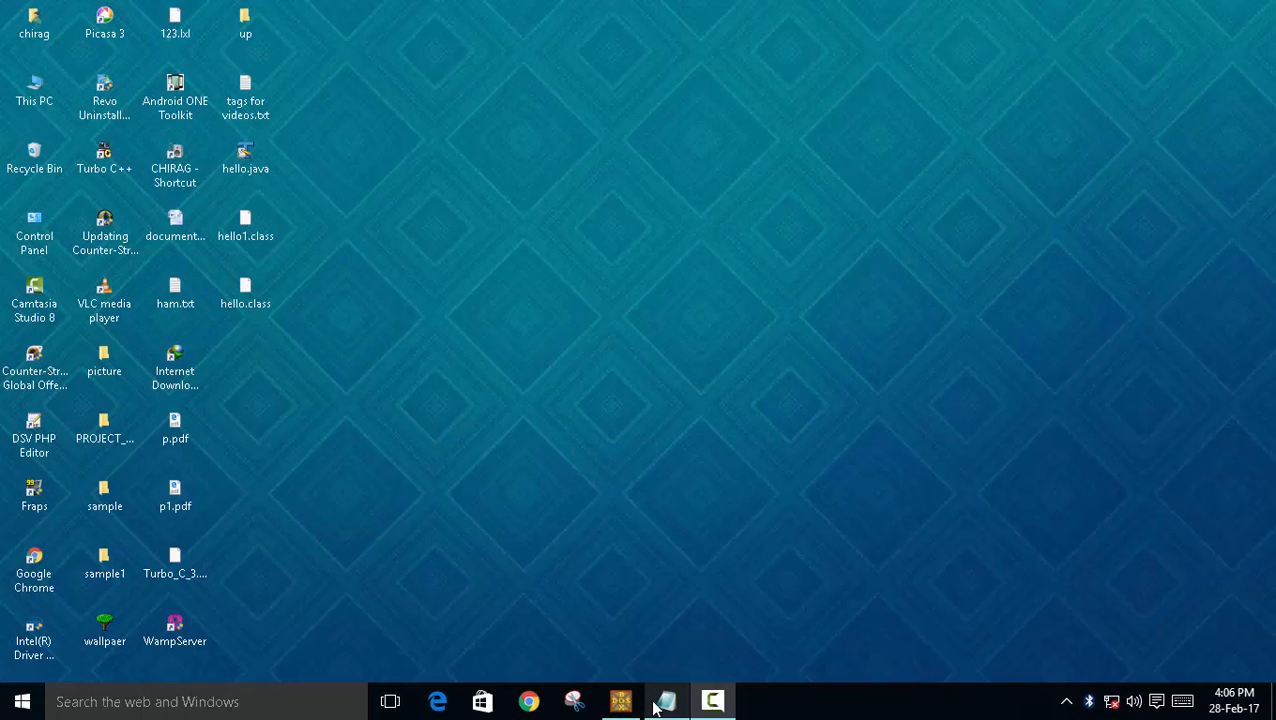 chirag
Picasa 3
123.lxl
up
This PC
Revo
Uninstall...
Android ONE
Toolkit
tags for
videos.txt
Recycle Bin
Turbo C++
CHIRAG -
Shortcut
hello.java
Control
Panel
Updating
Counter-Str...
document...
hello1.class
Camtasia
Studio 8
VLC media
player
ham.txt
hello.class
Counter-Str...
Global Offe...
picture
Internet
Downlo...
DSV PHP
Editor
PROJECT_...
p.pdf
Fraps
sample
p1.pdf
Google
Chrome
sample1
Turbo_C_3....
Intel(R)
Driver ...
wallpaer
WampServer
Search the web and Windows
4:06 PM
28-Feb-17